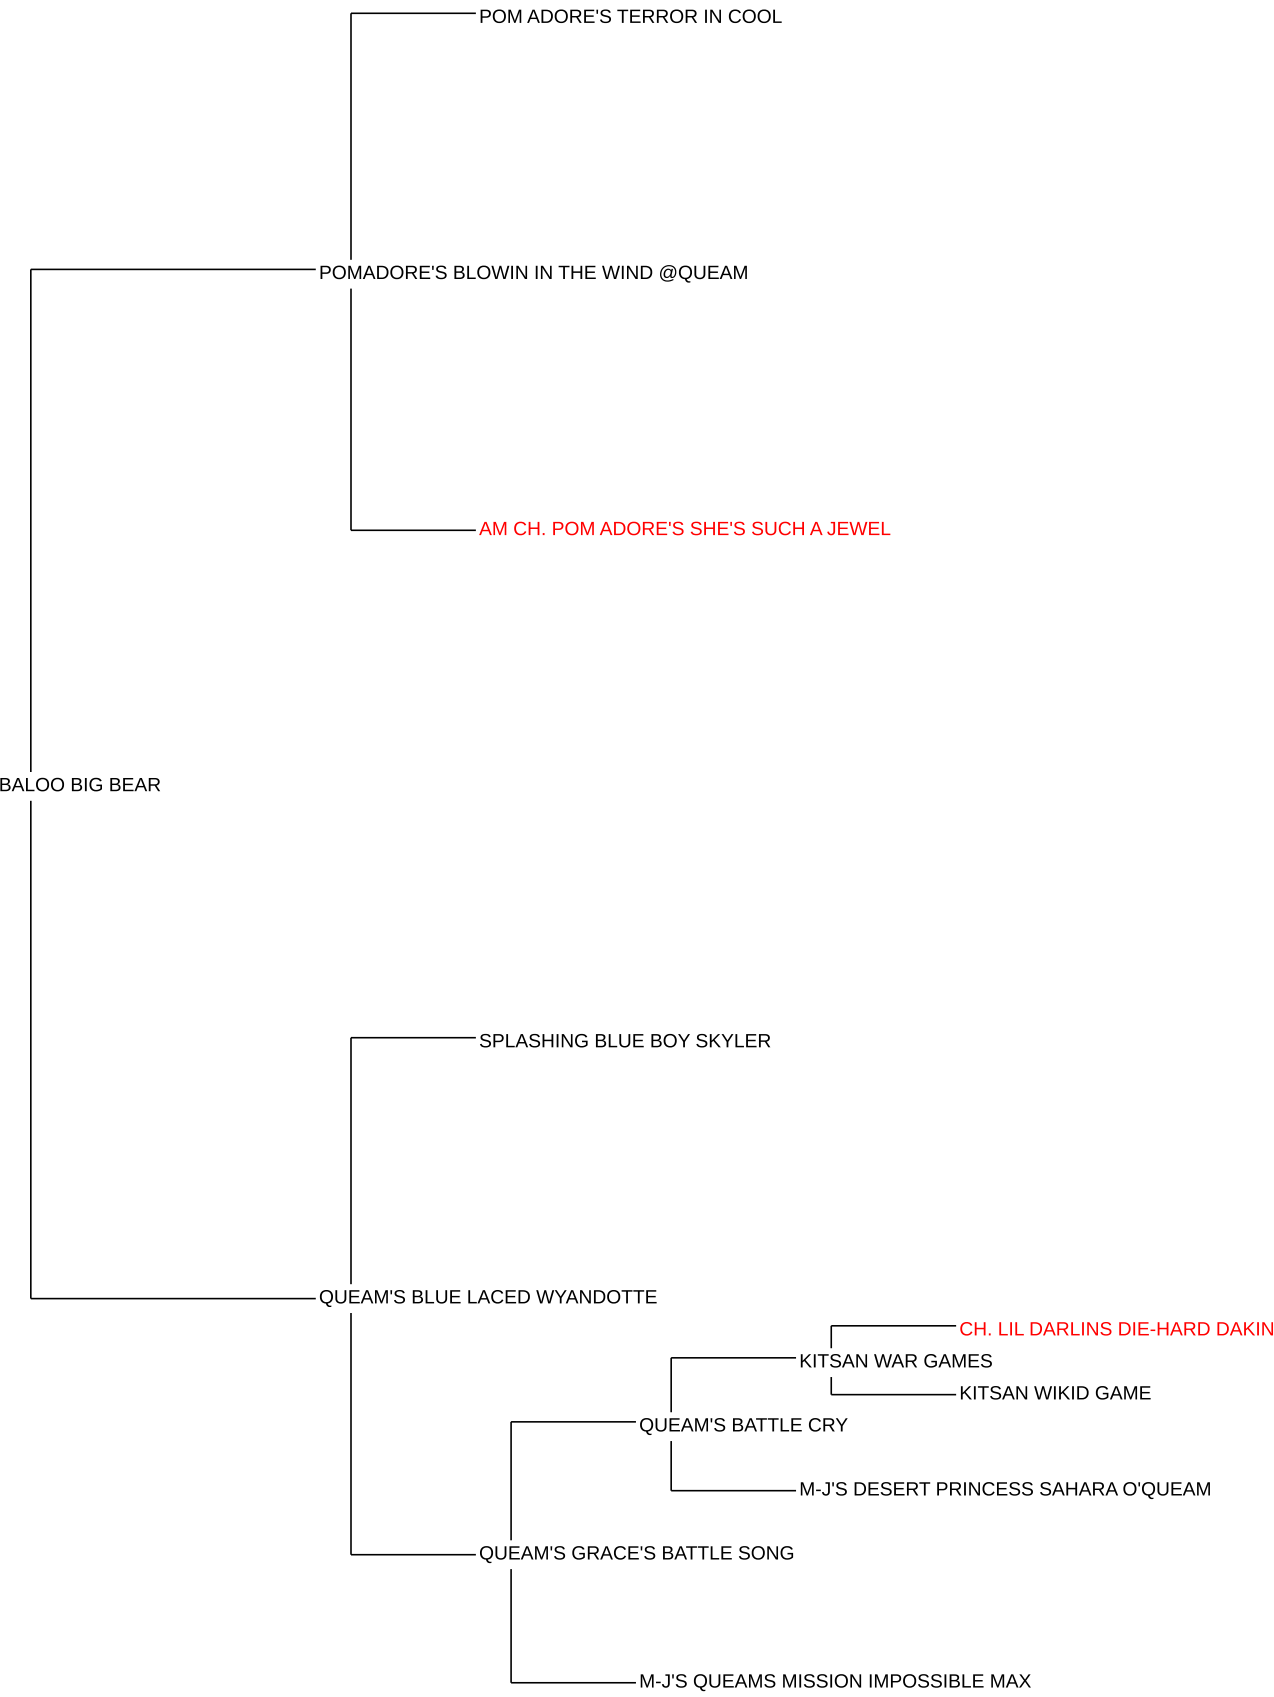 POM ADORE'S TERROR IN COOL
POMADORE'S BLOWIN IN THE WIND @QUEAM
AM CH. POM ADORE'S SHE'S SUCH A JEWEL
BALOO BIG BEAR
SPLASHING BLUE BOY SKYLER
QUEAM'S BLUE LACED WYANDOTTE
CH. LIL DARLINS DIE-HARD DAKIN
KITSAN WAR GAMES
KITSAN WIKID GAME
QUEAM'S BATTLE CRY
M-J'S DESERT PRINCESS SAHARA O'QUEAM
QUEAM'S GRACE'S BATTLE SONG
M-J'S QUEAMS MISSION IMPOSSIBLE MAX